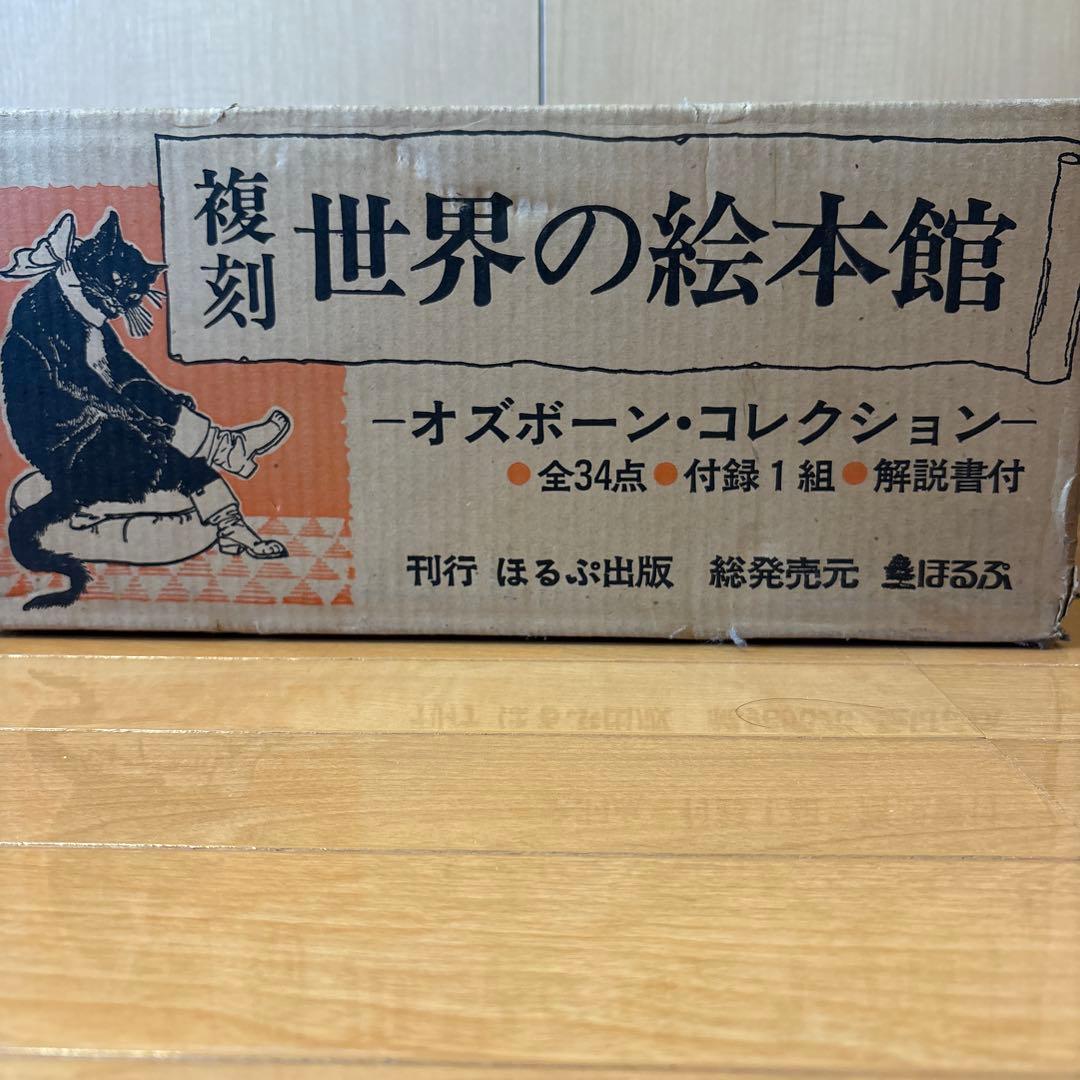 複刻 世界の絵本館
－オズボーン・コレクション－
●全34点●付録1組●解説書付
刊行 ほるぷ出版 総発売元 ほるぷ